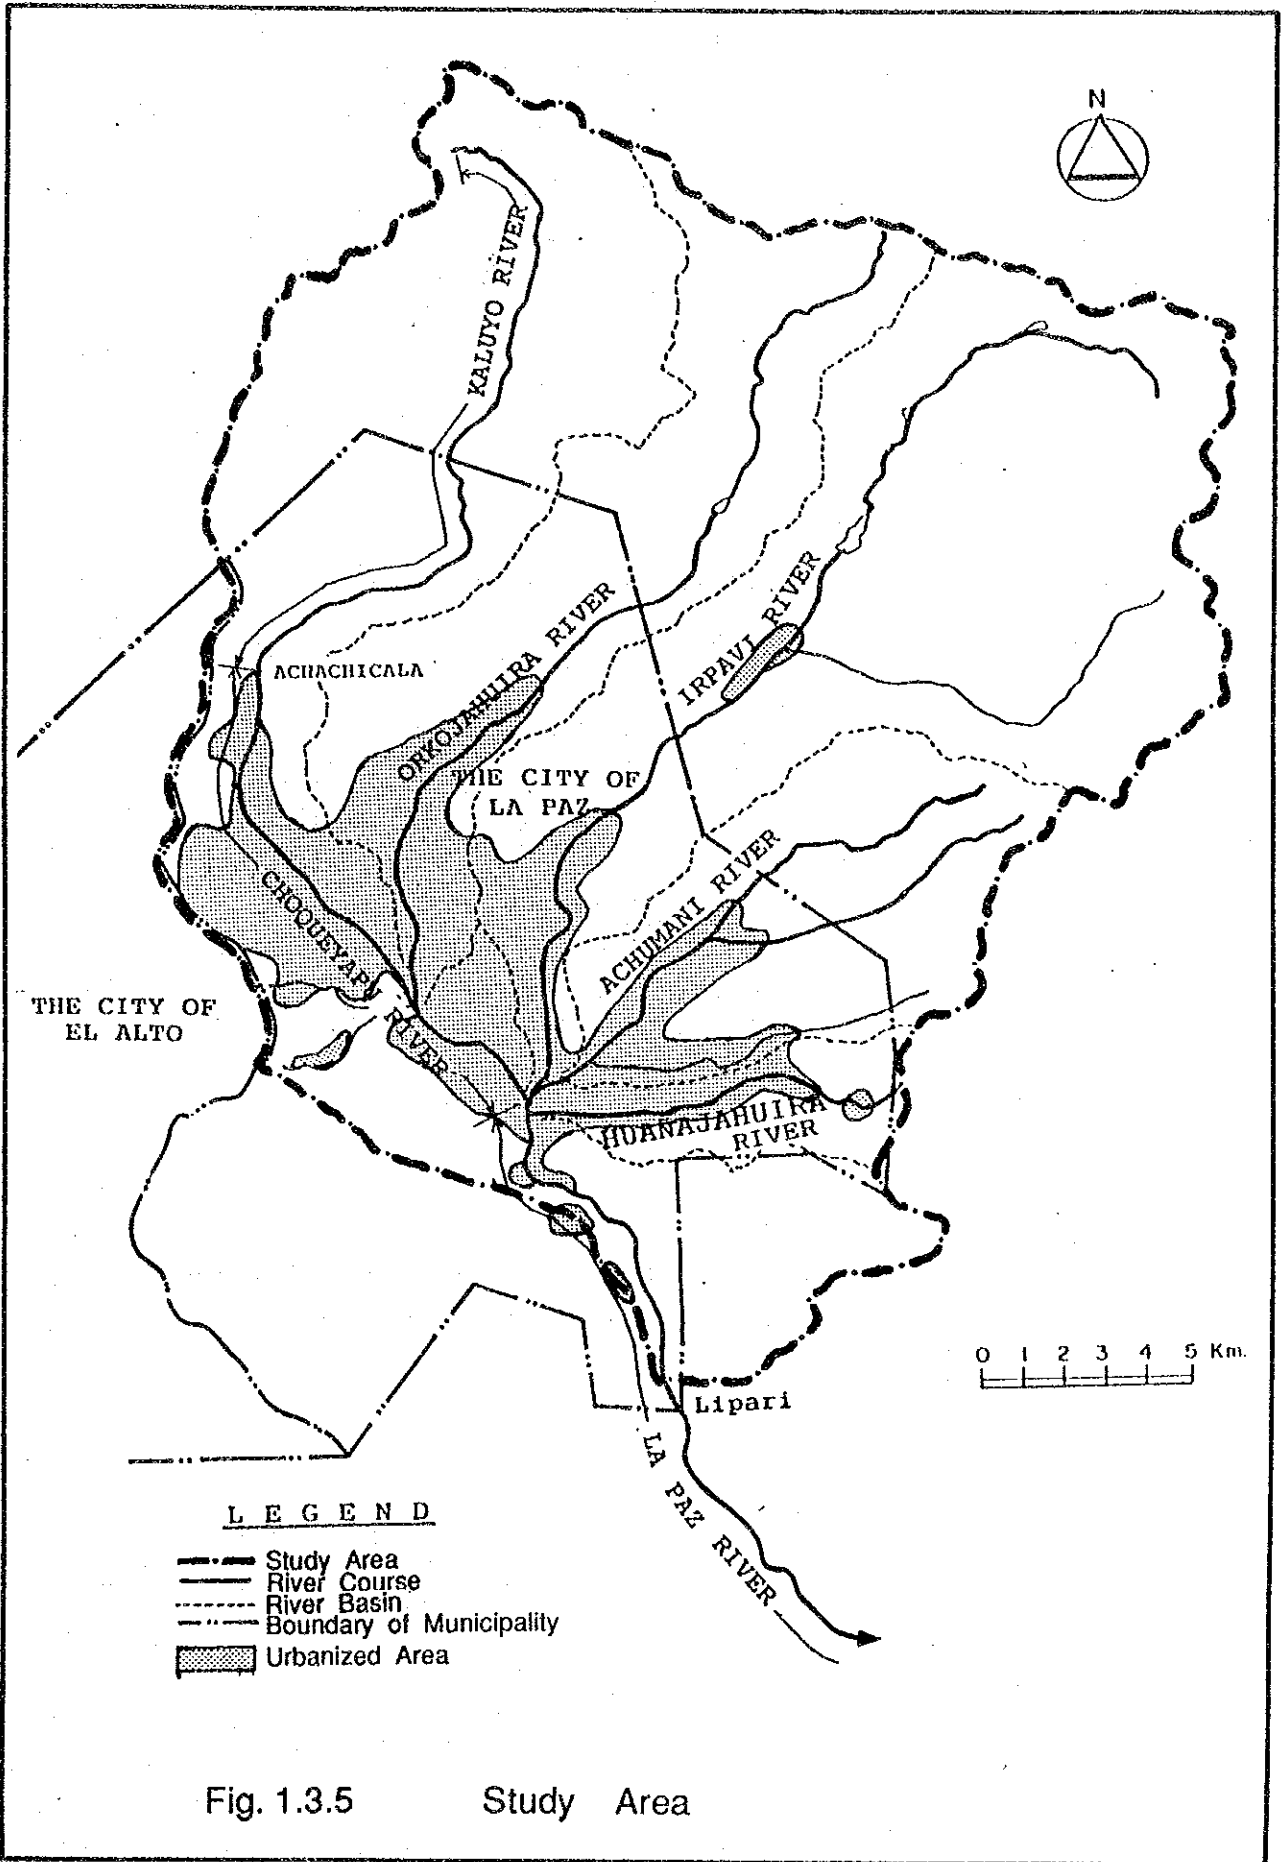 N
KALUYO RIVER
ACHACHICALA
ORKOJAHUIRA RIVER
IRPAVI RIVER
THE CITY OF
LA PAZ
CHOQUEYAPU RIVER
ACHUMANI RIVER
THE CITY OF
EL ALTO
HUANAJAHUIRA
RIVER
0 1 2 3 4 5 Km.
Lipari
LA PAZ RIVER
LEGEND
Study Area
River Course
River Basin
Boundary of Municipality
Urbanized Area
Fig. 1.3.5 Study Area